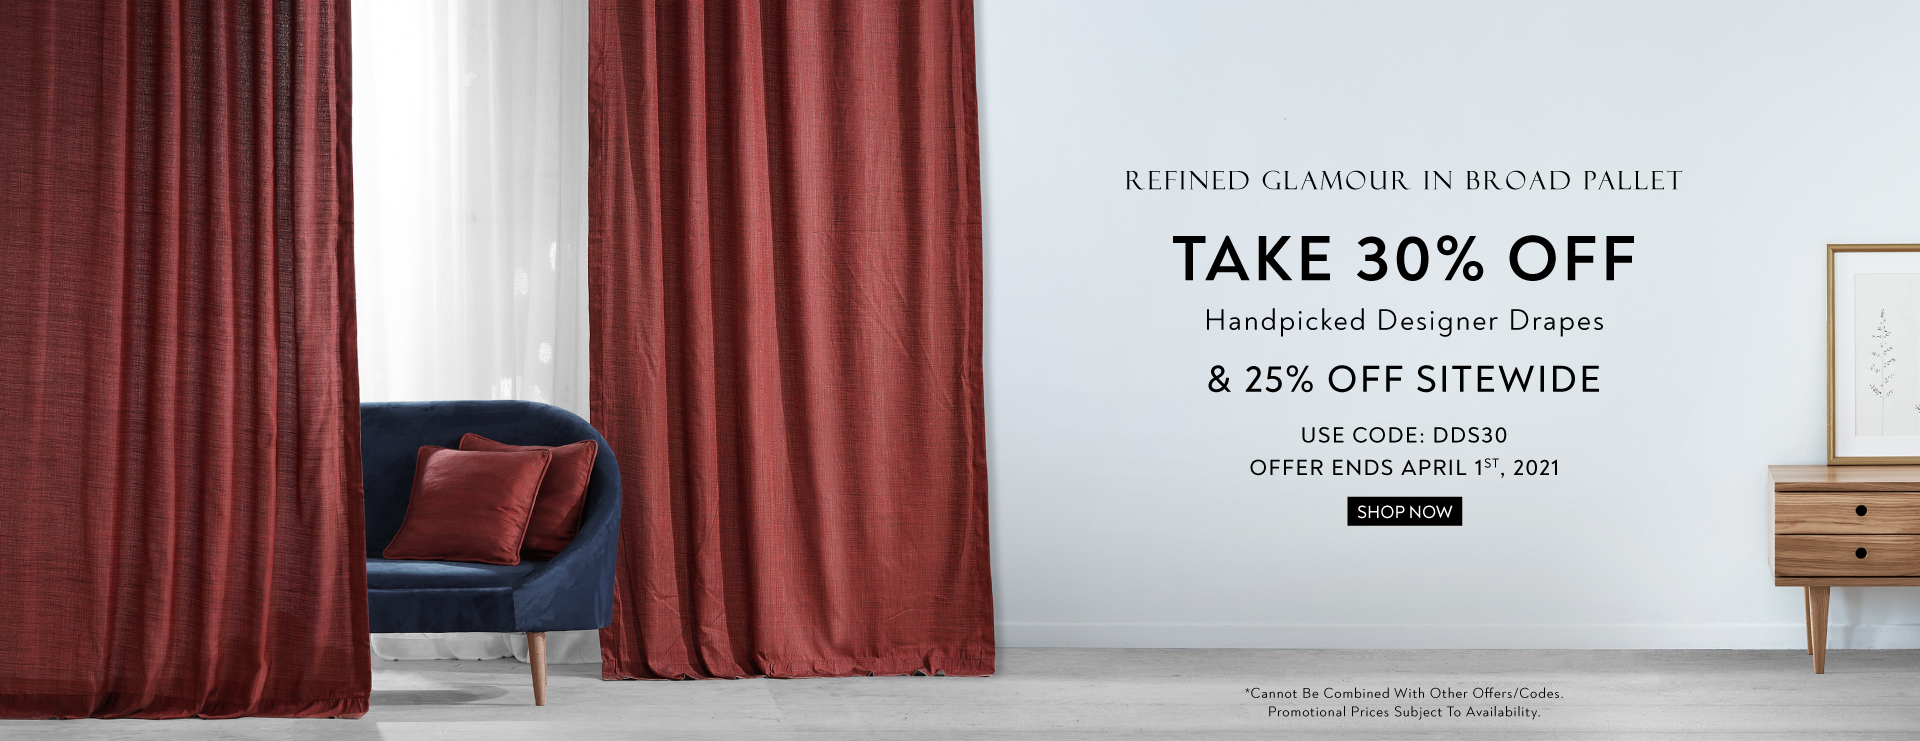 REFINED GLAMOUR IN BROAD PALLET
TAKE 30% OFF
Handpicked Designer Drapes
& 25% OFF SITEWIDE
USE CODE: DDS30
OFFER ENDS APRIL 1ST, 2021
SHOP NOW
*Cannot Be Combined With Other Offers/Codes.
Promotional Prices Subject To Availability.